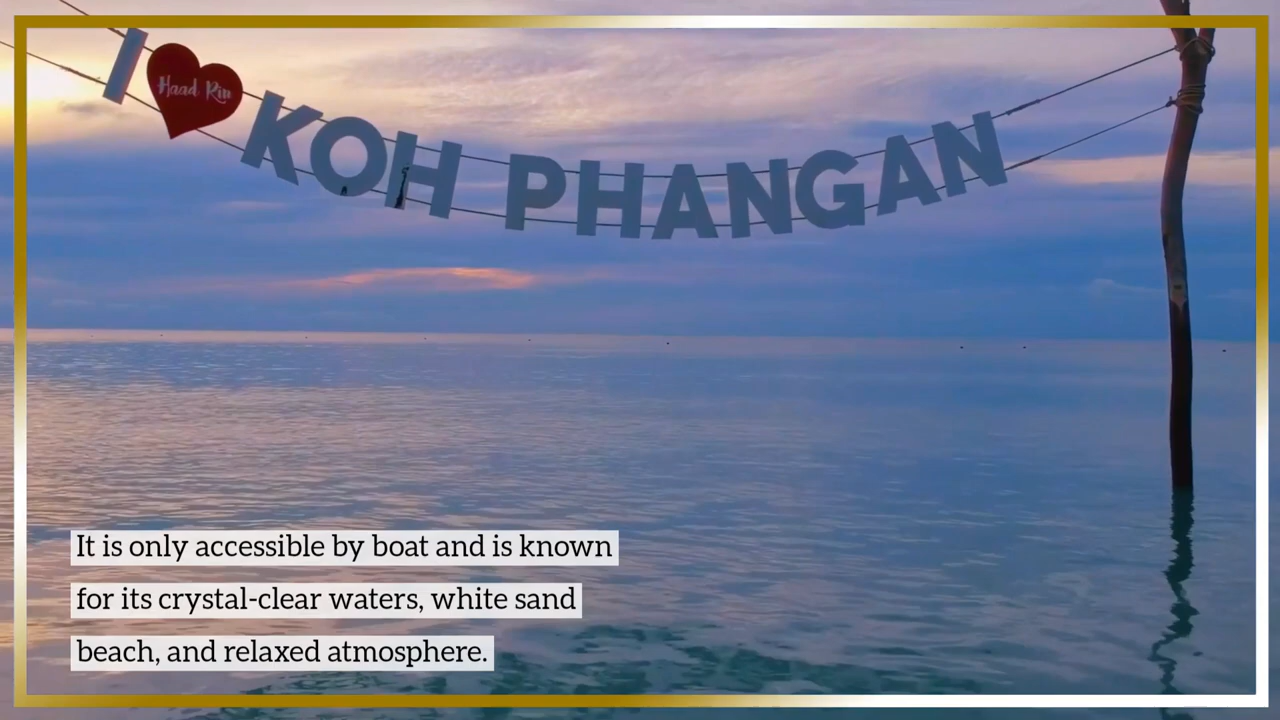 I Haad Rin KOH PHANGAN
It is only accessible by boat and is known
for its crystal-clear waters, white sand
beach, and relaxed atmosphere.